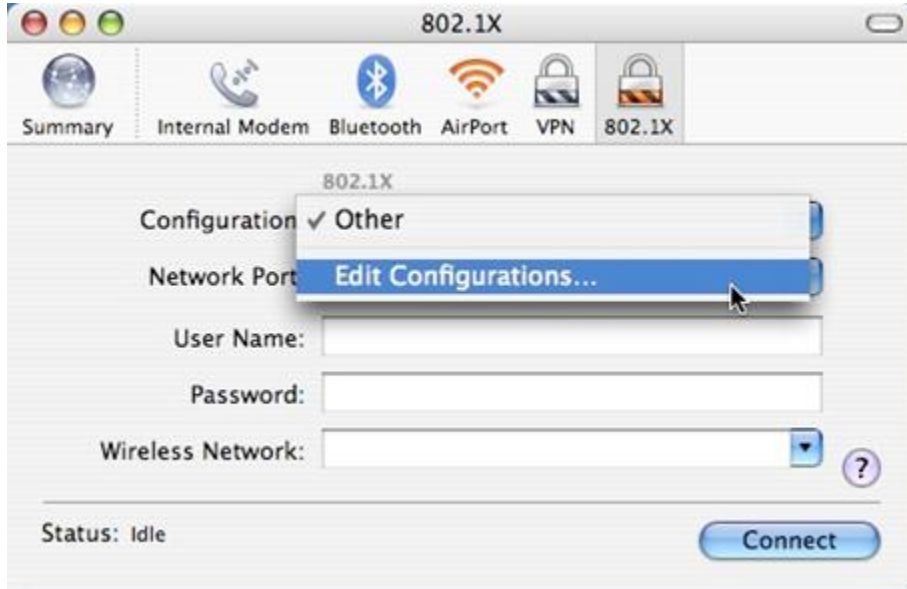 802.1X
Summary
Internal Modem
Bluetooth
AirPort
VPN
802.1X
802.1X
Configuration
✓ Other
Network Port
Edit Configurations...
User Name:
Password:
Wireless Network:
?
Status: Idle
Connect